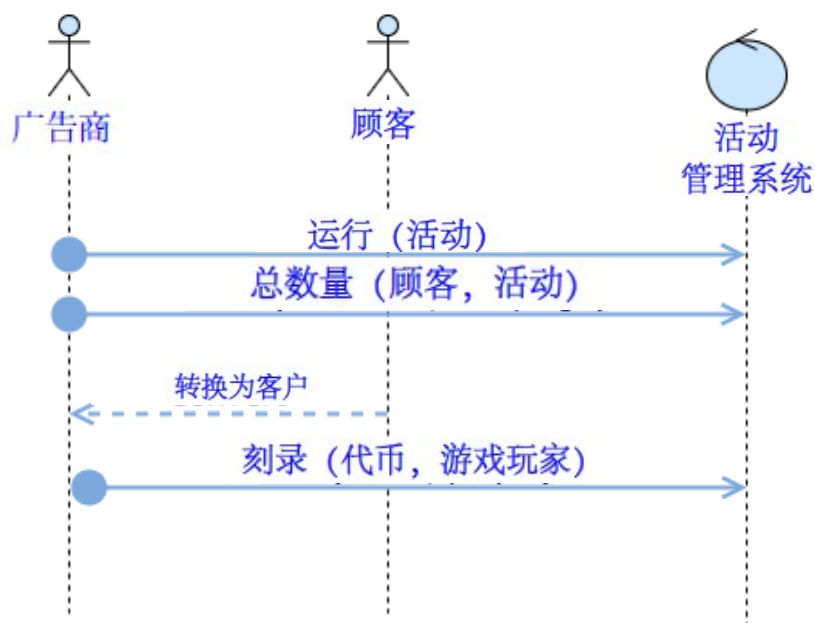 广告商
顾客
活动
管理系统
运行 (活动)
总数量 (顾客, 活动)
转换为客户
刻录 (代币, 游戏玩家)